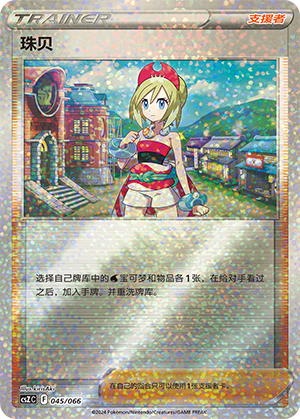 TRAINER
支援者
珠贝
选择自己牌库中的宝可梦和物品各1张，在给对手看过
之后，加入手牌。并重洗牌库。
在自己的回合只可以使用1张支援者卡。
csZC F 045/066
©2024 Pokémon/Nintendo/Creatures/GAME FREAK